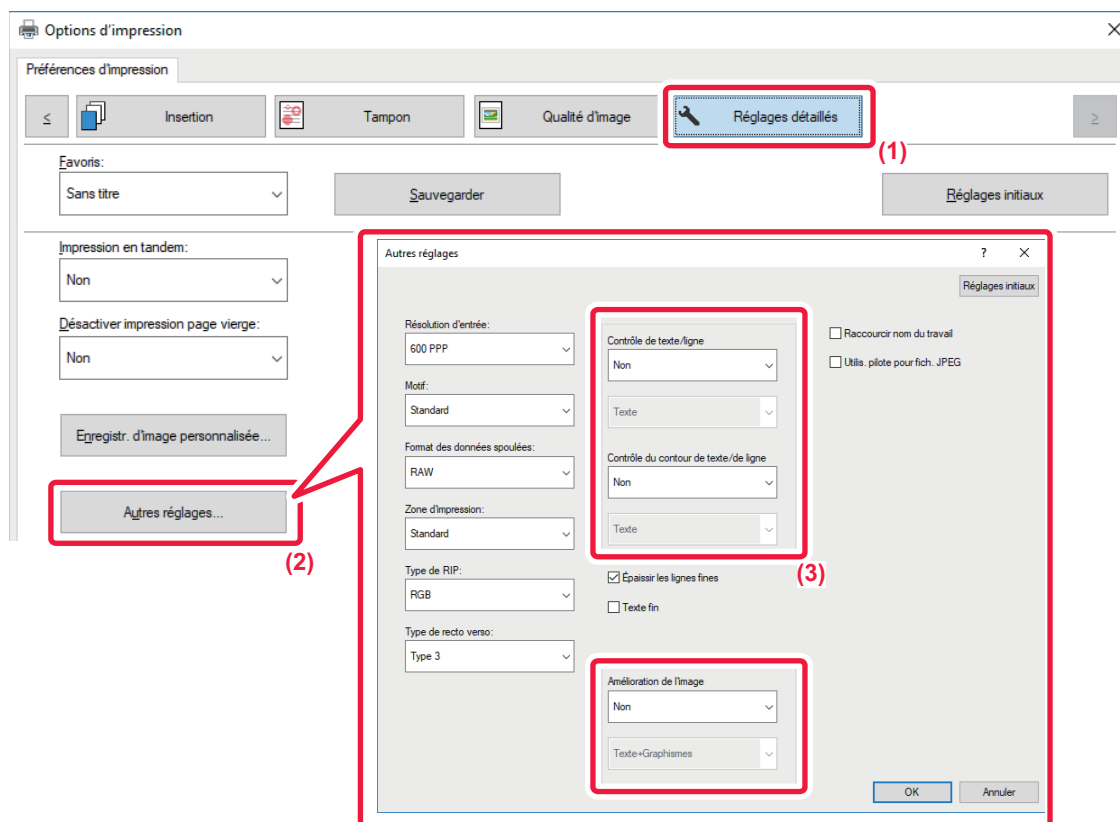 Options d'impression
Préférences d'impression
<
Insertion
Tampon
Qualité d'image
Réglages détaillés
>
(1)
Favoris:
Sans titre
Sauvegarder
Réglages initiaux
Impression en tandem:
Non
Désactiver impression page vierge:
Non
Enregistr. d'image personnalisée...
Autres réglages...
(2)
Autres réglages
?
Réglages initiaux
Résolution d'entrée:
600 PPP
Motif:
Standard
Format des données spoulées:
RAW
Zone d'impression:
Standard
Type de RIP:
RGB
Type de recto verso:
Type 3
Contrôle de texte/ligne
Non
Texte
Contrôle du contour de texte/de ligne
Non
Texte
(3)
Épaissir les lignes fines
Texte fin
Amélioration de l'image
Non
Texte+Graphismes
Raccourcir nom du travail
Utilis. pilote pour fich. JPEG
OK
Annuler